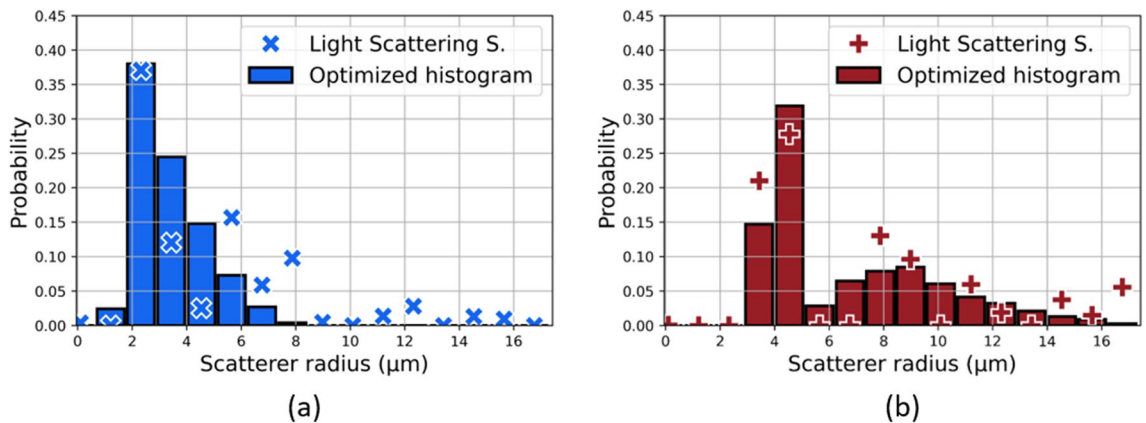 0.45
0.40
0.35
0.30
0.25
0.20
0.15
0.10
0.05
0.00
Probability
Light Scattering S.
Optimized histogram
0 2 4 6 8 10 12 14 16
Scatterer radius (µm)
(a)
0.45
0.40
0.35
0.30
0.25
0.20
0.15
0.10
0.05
0.00
Probability
Light Scattering S.
Optimized histogram
0 2 4 6 8 10 12 14 16
Scatterer radius (µm)
(b)